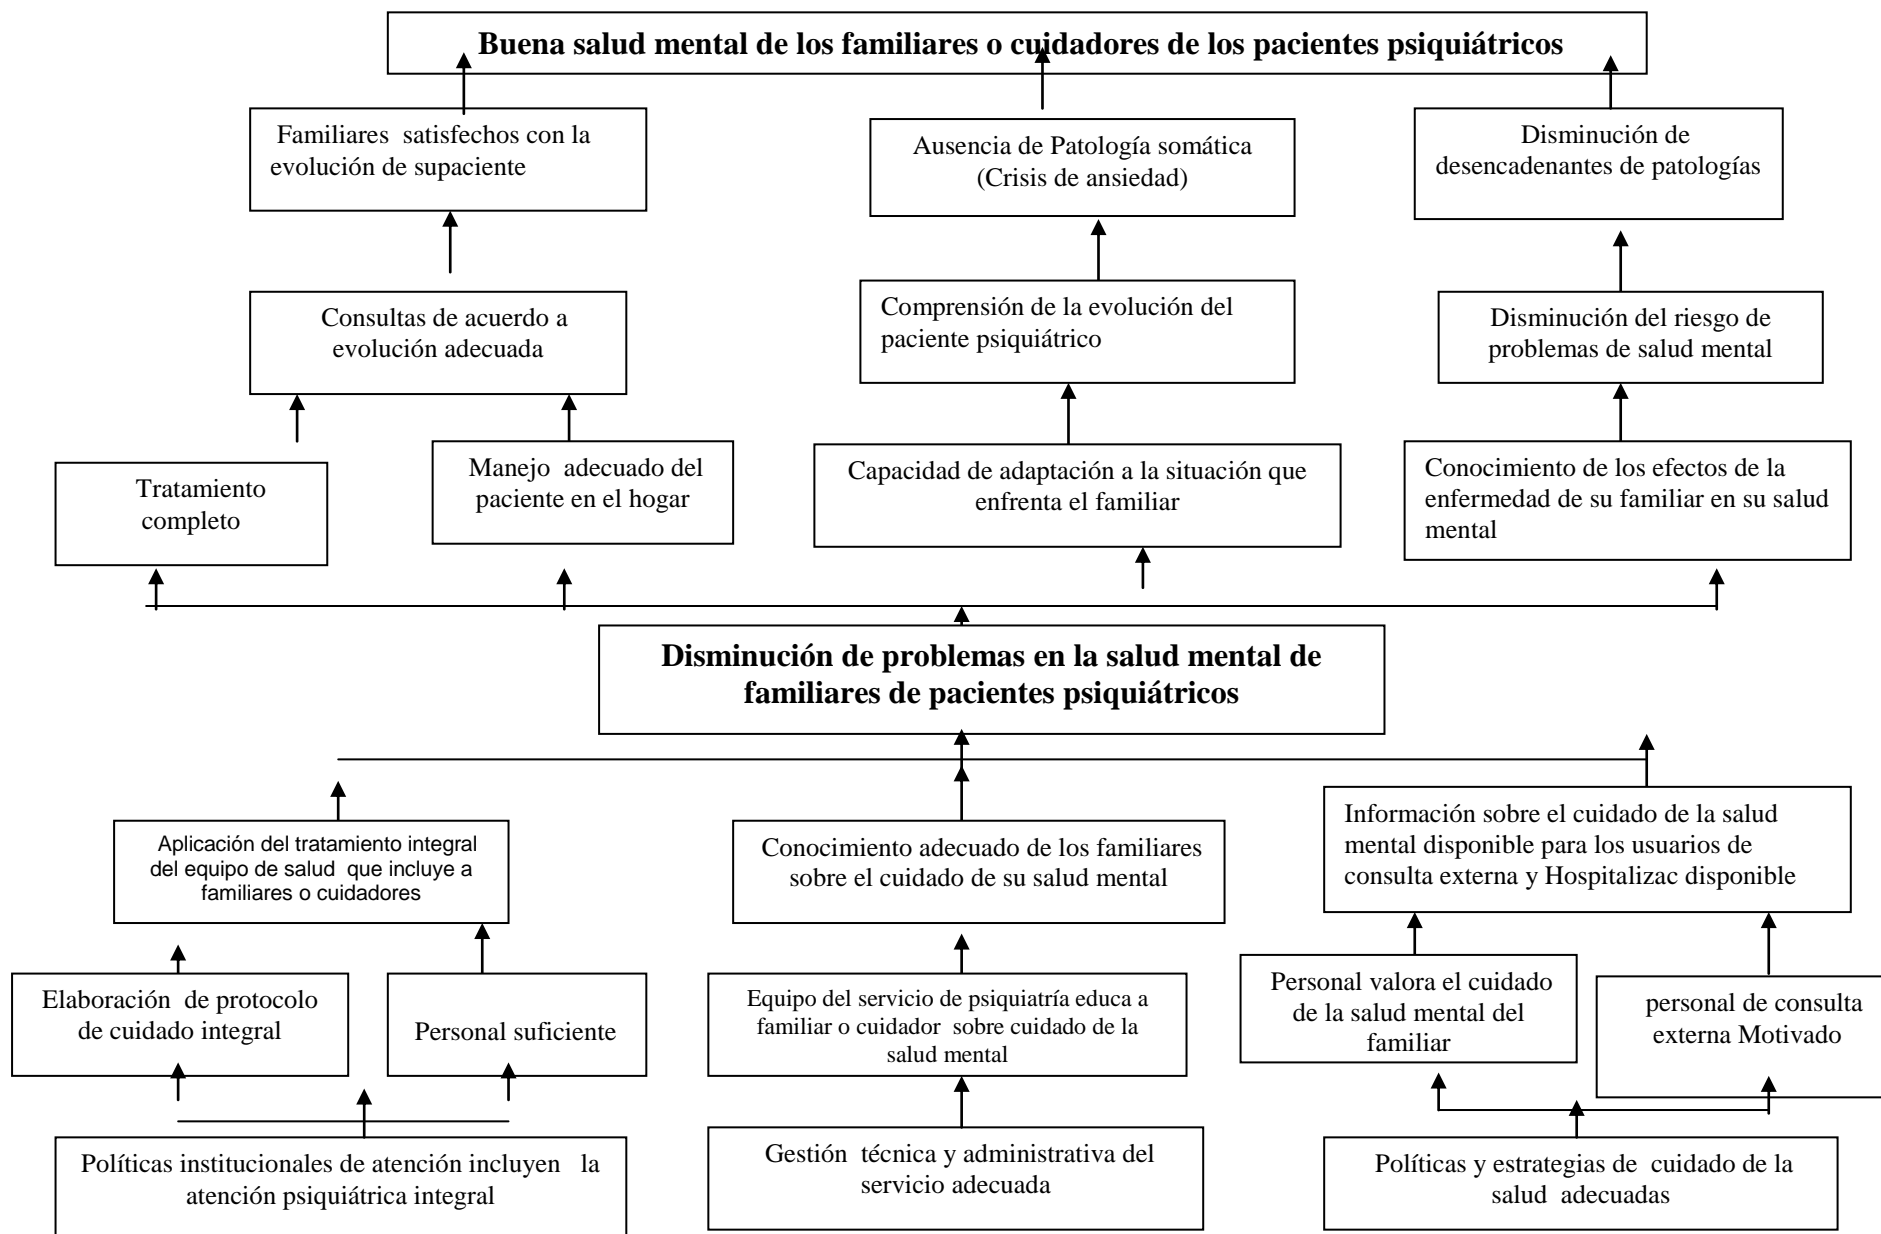 Buena salud mental de los familiares o cuidadores de los pacientes psiquiátricos
Familiares satisfechos con la
evolución de supaciente
Ausencia de Patología somática
(Crisis de ansiedad)
Disminución de
desencadenantes de patologías
Consultas de acuerdo a
evolución adecuada
Comprensión de la evolución del
paciente psiquiátrico
Disminución del riesgo de
problemas de salud mental
Tratamiento
completo
Manejo adecuado del
paciente en el hogar
Capacidad de adaptación a la situación que
enfrenta el familiar
Conocimiento de los efectos de la
enfermedad de su familiar en su salud
mental
Disminución de problemas en la salud mental de
familiares de pacientes psiquiátricos
Aplicación del tratamiento integral
del equipo de salud que incluye a
familiares o cuidadores
Conocimiento adecuado de los familiares
sobre el cuidado de su salud mental
Información sobre el cuidado de la salud
mental disponible para los usuarios de
consulta externa y Hospitalizac disponible
Elaboración de protocolo
de cuidado integral
Personal suficiente
Equipo del servicio de psiquiatría educa a
familiar o cuidador sobre cuidado de la
salud mental
Personal valora el cuidado
de la salud mental del
familiar
personal de consulta
externa Motivado
Políticas institucionales de atención incluyen la
atención psiquiátrica integral
Gestión técnica y administrativa del
servicio adecuada
Políticas y estrategias de cuidado de la
salud adecuadas